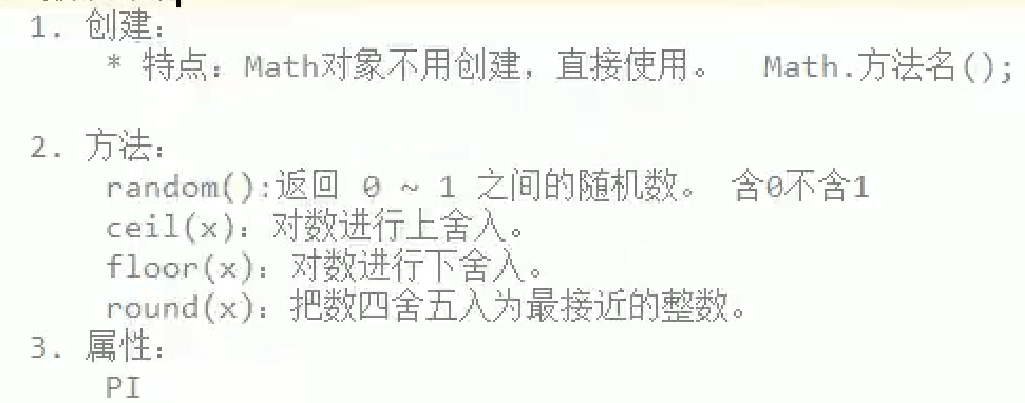 1. 创建：
* 特点：Math对象不用创建，直接使用。 Math.方法名();
2. 方法：
random():返回 0 ~ 1 之间的随机数。 含0不含1
ceil(x)：对数进行上舍入。
floor(x)：对数进行下舍入。
round(x)：把数四舍五入为最接近的整数。
3. 属性：
PI